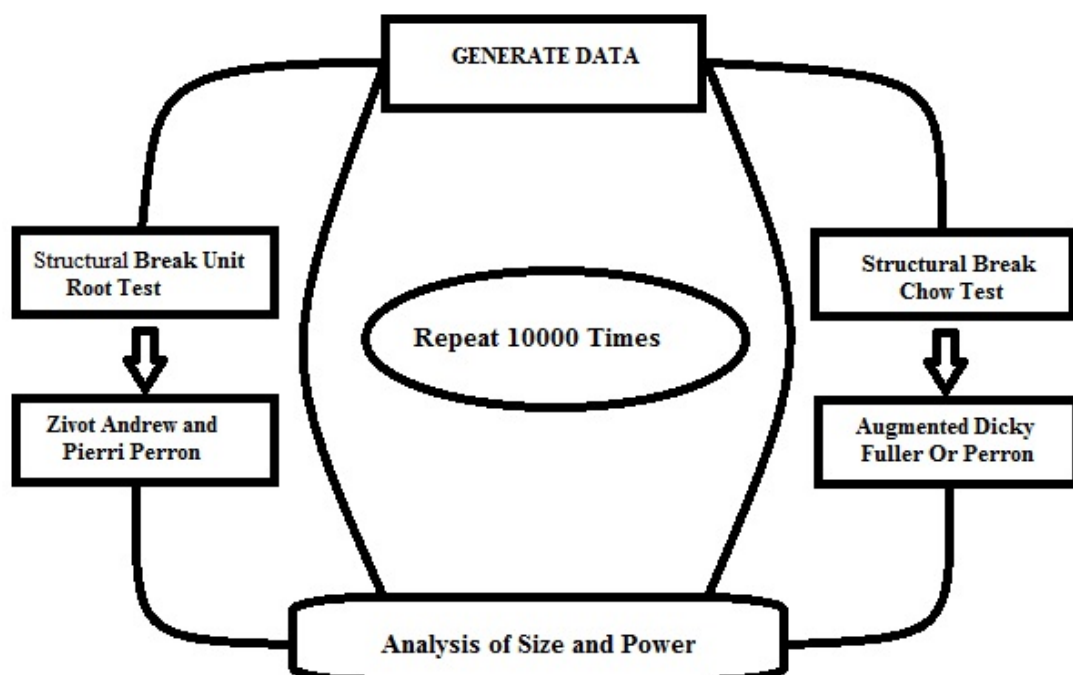 GENERATE DATA
Structural Break Unit
Root Test
Structural Break
Chow Test
Repeat 10000 Times
Zivot Andrew and
Pierri Perron
Augmented Dicky
Fuller Or Perron
Analysis of Size and Power